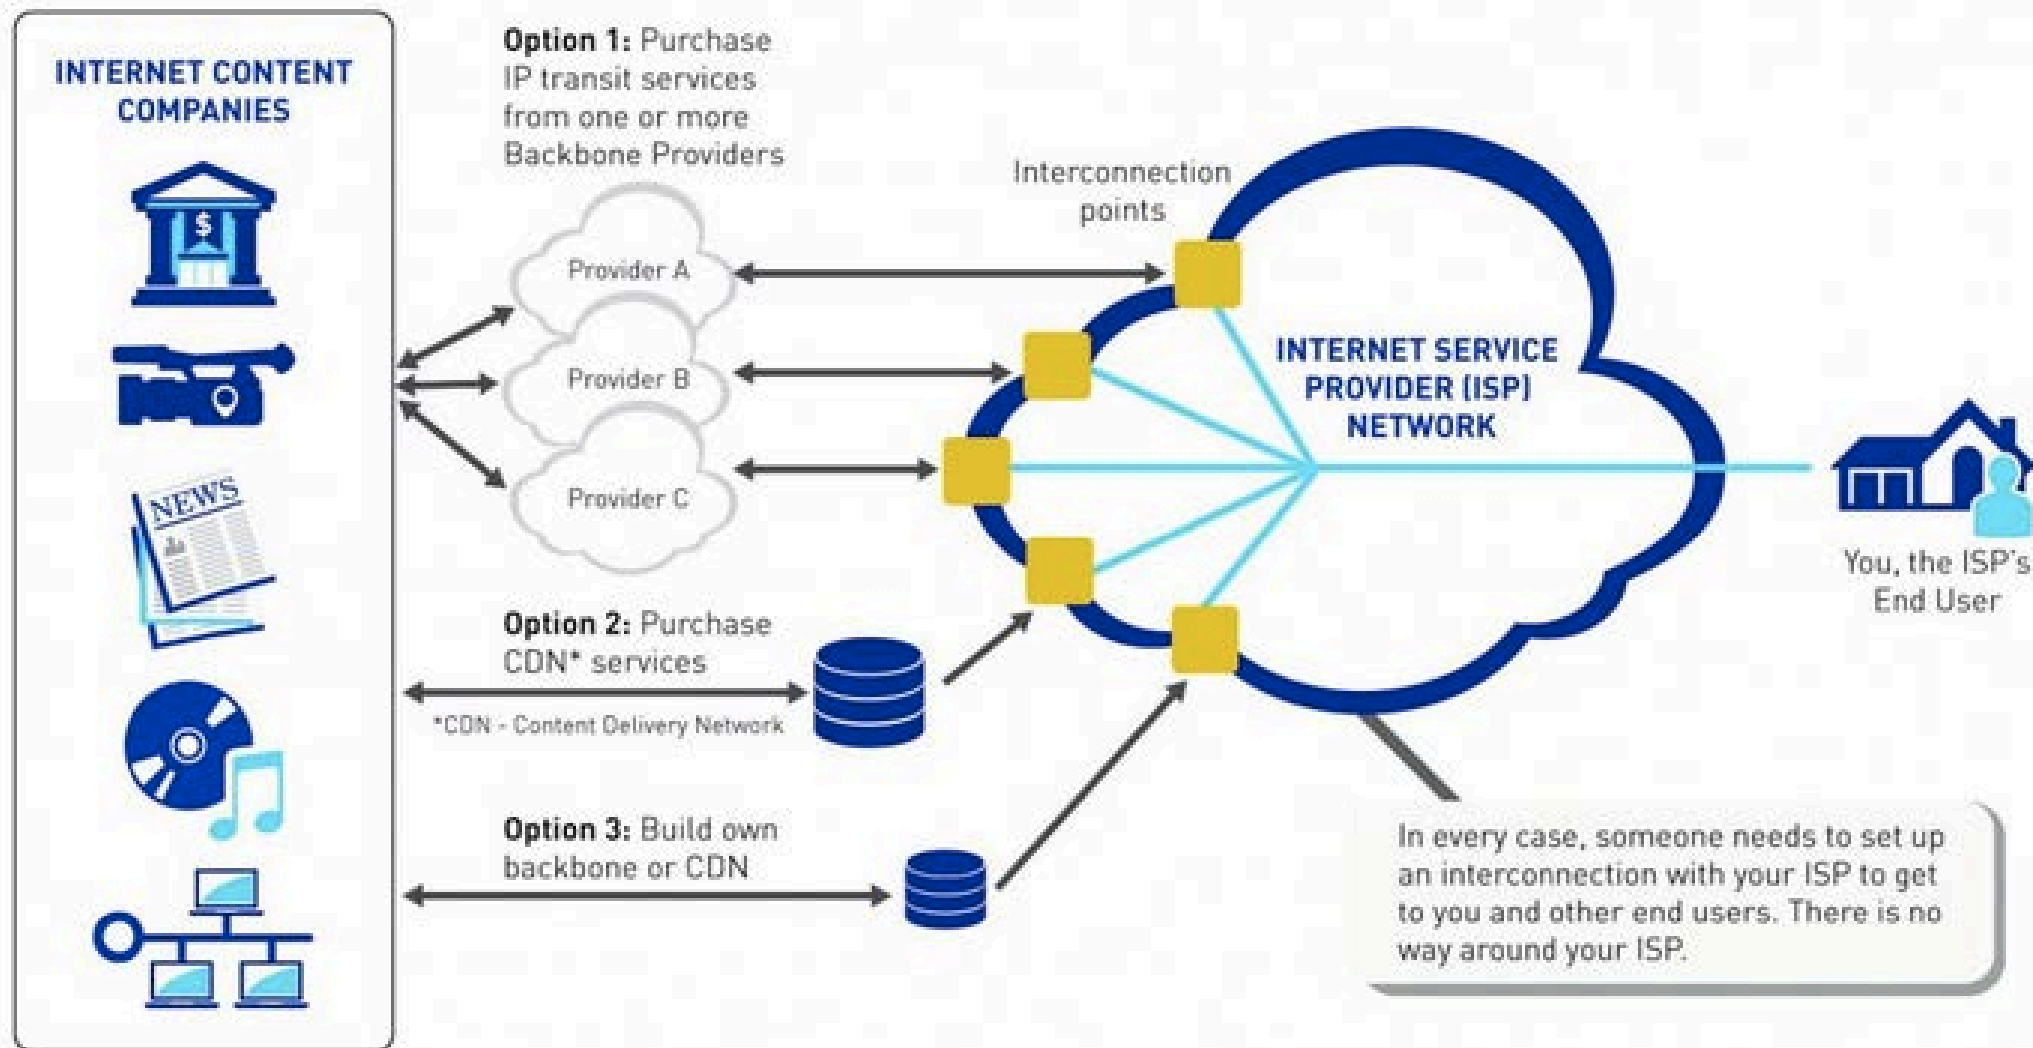 INTERNET CONTENT
COMPANIES
$
NEWS
Option 1: Purchase
IP transit services
from one or more
Backbone Providers
Provider A
Provider B
Provider C
Option 2: Purchase
CDN* services
*CDN - Content Delivery Network
Option 3: Build own
backbone or CDN
Interconnection
points
INTERNET SERVICE
PROVIDER (ISP)
NETWORK
You, the ISP's
End User
In every case, someone needs to set up
an interconnection with your ISP to get
to you and other end users. There is no
way around your ISP.